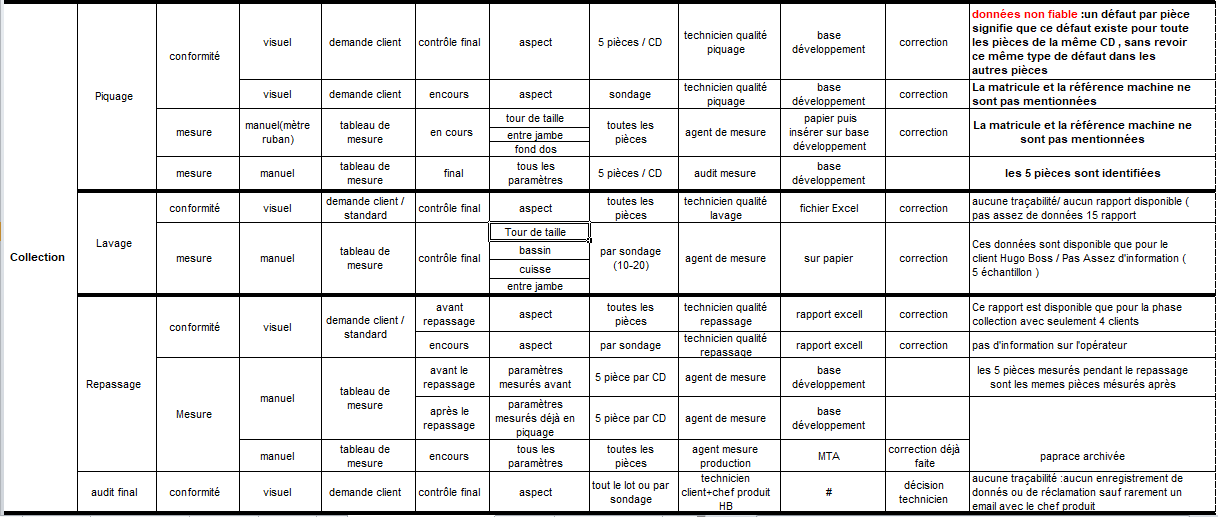 Collection
Piquage
conformité
visuel
demande client
contrôle final
aspect
5 pièces / CD
technicien qualité
piquage
base
développement
correction
données non fiable :un défaut par pièce
signifie que ce défaut existe pour toute
les pièces de la même CD , sans revoir
ce même type de défaut dans les
autres pièces
visuel
demande client
encours
aspect
sondage
technicien qualité
piquage
base
développement
correction
La matricule et la référence machine ne
sont pas mentionnées
mesure
manuel(mètre
ruban)
tableau de
mesure
en cours
tour de taille
entre jambe
fond dos
toutes les
pièces
agent de mesure
papier puis
insérer sur base
développement
correction
La matricule et la référence machine ne
sont pas mentionnées
mesure
manuel
tableau de
mesure
final
tous les
paramètres
5 pièces / CD
audit mesure
base
développement
les 5 pièces sont identifiées
Lavage
conformité
visuel
demande client /
standard
contrôle final
aspect
toutes les
pièces
technicien qualité
lavage
fichier Excel
correction
aucune traçabilité/ aucun rapport disponible (
pas assez de données 15 rapport
mesure
manuel
tableau de
mesure
contrôle final
Tour de taille
bassin
cuisse
entre jambe
par sondage
(10-20)
agent de mesure
sur papier
correction
Ces données sont disponible que pour le
client Hugo Boss / Pas Assez d'information (
5 échantillon )
Repassage
conformité
visuel
demande client /
standard
avant
repassage
aspect
toutes les
pièces
technicien qualité
repassage
rapport excell
correction
Ce rapport est disponible que pour la phase
collection avec seulement 4 clients
encours
aspect
par sondage
technicien qualité
repassage
rapport excell
correction
pas d'information sur l'opérateur
Mesure
manuel
tableau de
mesure
avant le
repassage
paramètres
mesurés avant
5 pièce par CD
agent de mesure
base
développement
les 5 pièces mesurés pendant le repassage
sont les memes pièces mésurés après
après le
repassage
paramètres
mesurés déjà en
piquage
5 pièce par CD
agent de mesure
base
développement
manuel
tableau de
mesure
encours
tous les
paramètres
toutes les
pièces
agent mesure
production
MTA
correction déjà
faite
paprace archivée
audit final
conformité
visuel
demande client
contrôle final
aspect
tout le lot ou par
sondage
technicien
client+chef produit
HB
#
décision
technicien
aucune traçabilité :aucun enregistrement de
donnés ou de réclamation sauf rarement un
email avec le chef produit